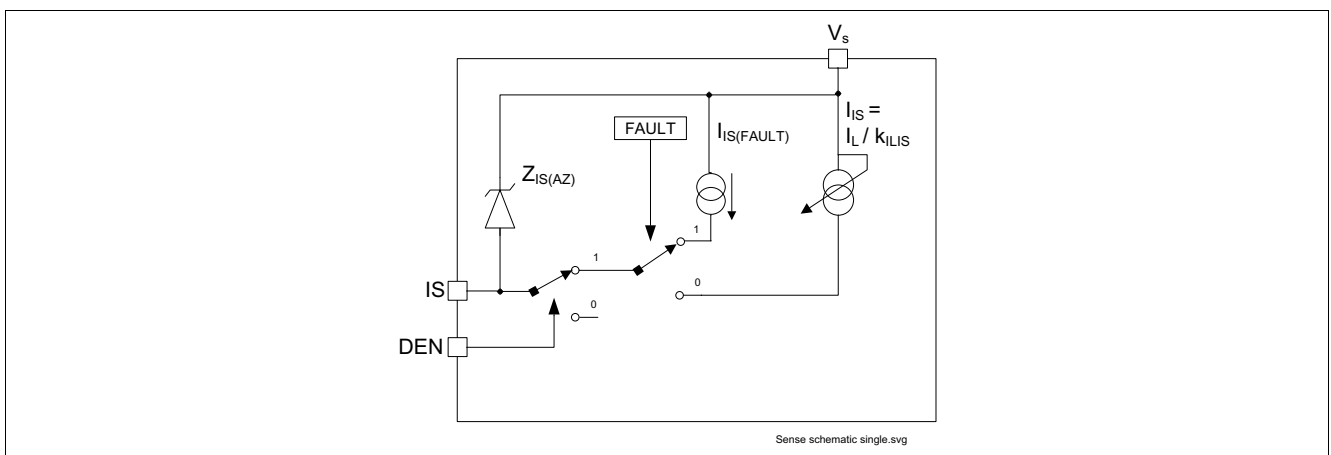 Vs
IIS =
IL / kILIS
FAULT
IIS(FAULT)
ZIS(AZ)
1
1
0
IS
0
DEN
Sense schematic single.svg